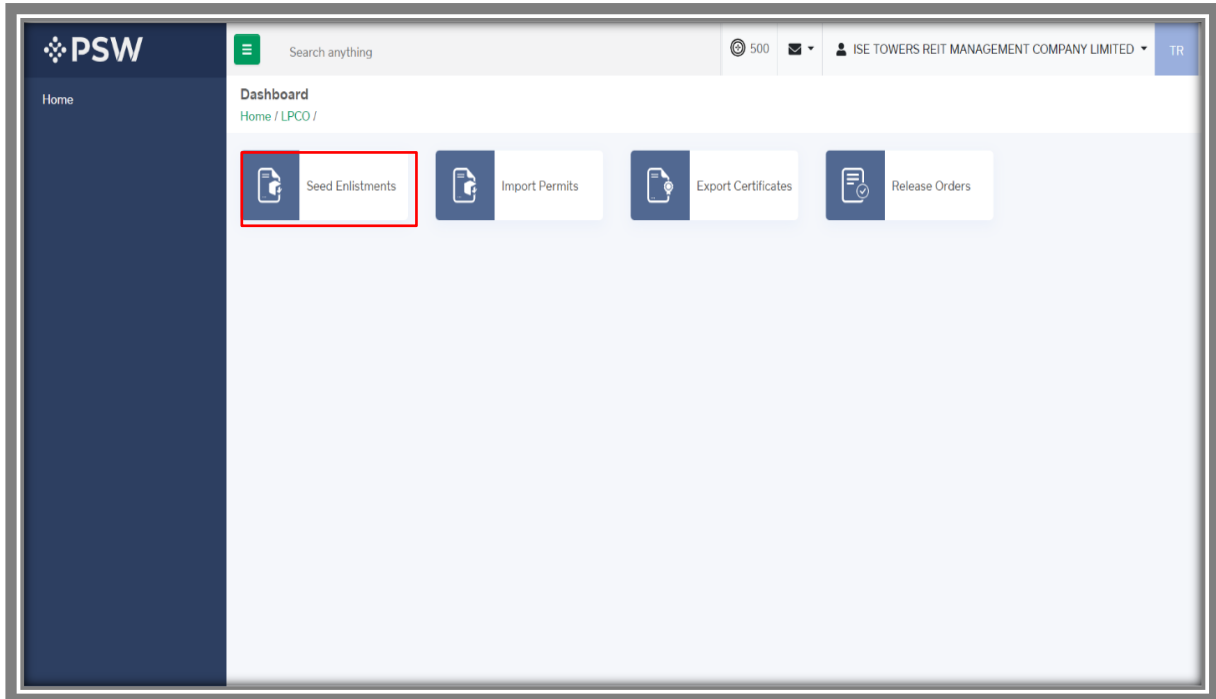 PSW
Search anything
500
ISE TOWERS REIT MANAGEMENT COMPANY LIMITED
TR
Home
Dashboard
Home / LPCO /
Seed Enlistments
Import Permits
Export Certificates
Release Orders